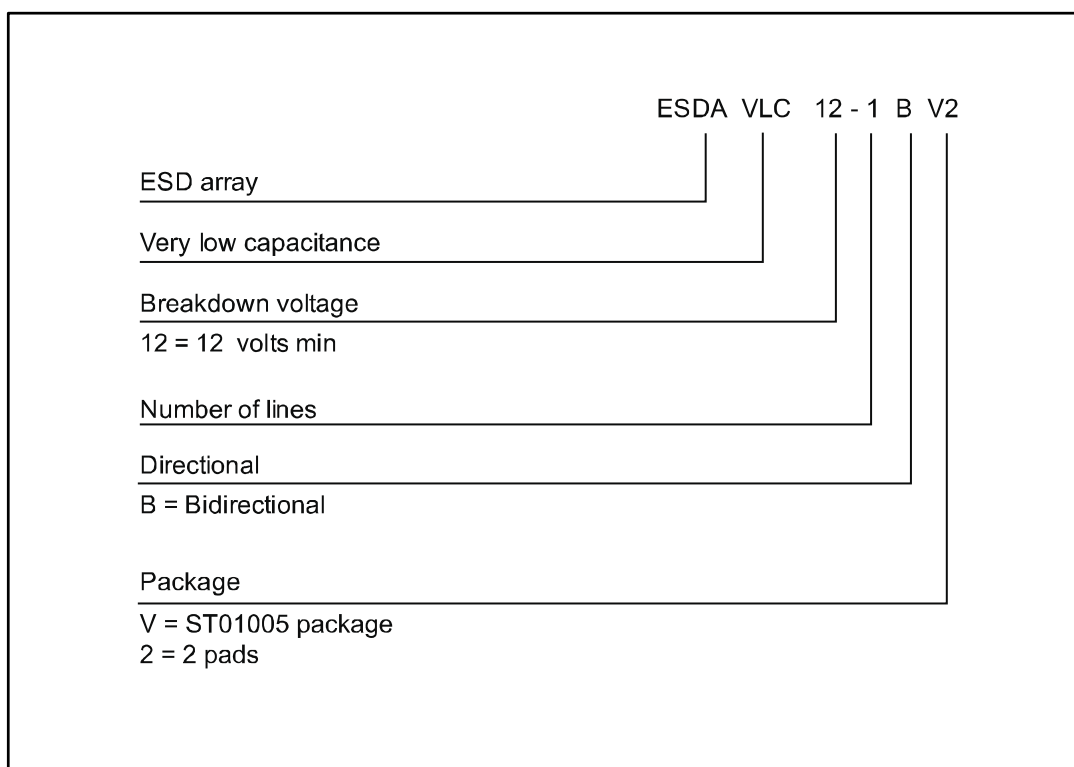 ESDA VLC 12 - 1 B V2
ESD array
Very low capacitance
Breakdown voltage
12 = 12 volts min
Number of lines
Directional
B = Bidirectional
Package
V = ST01005 package
2 = 2 pads